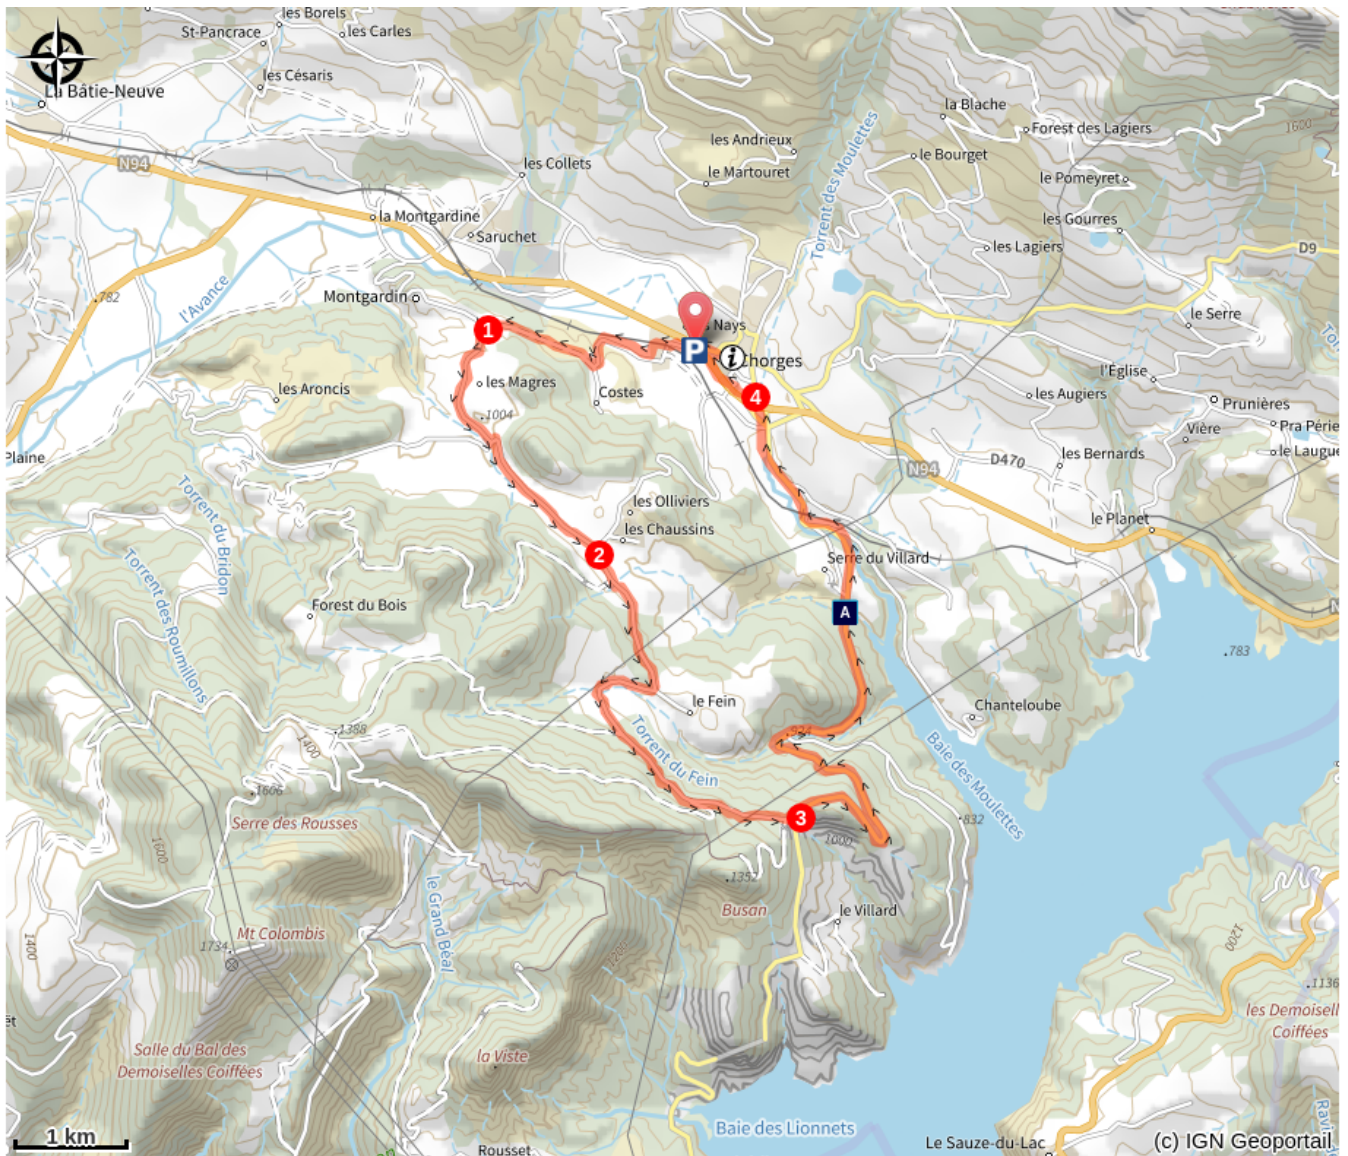 les Borels
St-Pancrace
les Carles
les Césaris
La Bâtie-Neuve
la Blache
Forest des Lagiers
1600
les Andrieux
N94
les Collets
le Bourget
le Martouret
le Pomeyret
Torrent des Moulettes
la Montgardine
les Gourres
Saruchet
les Lagiers
D9
l'Avance
782
Montgardin
le Serre
Nays
1
P
i
Chorges
l'Église
les Magres
les Aroncis
Costes
4
les Augiers
Prunières
1004
Vière
Pra Périe
Plaine
les Bernards
le Laugue
D470
N94
Torrent du Bridon
les Olliviers
le Planet
les Chaussins
2
Serre du Villard
Torrent des Roumillons
Forest du Bois
A
.783
le Fein
Chanteloube
1388
1400
Torrent du Fein
Baie des Moulettes
1606
Serre des Rousses
3
832
1600
1000
.1352
Busan
le Villard
le Grand Béal
Mt Colombis
1734
1400
1200
1200
.1136
les Demoisell
Coiffées
Salle du Bal des
Demoiselles Coiffées
la Viste
1 km
Baie des Lionnets
Rousset
Le Sauze-du-Lac
(c) IGN Geoportail